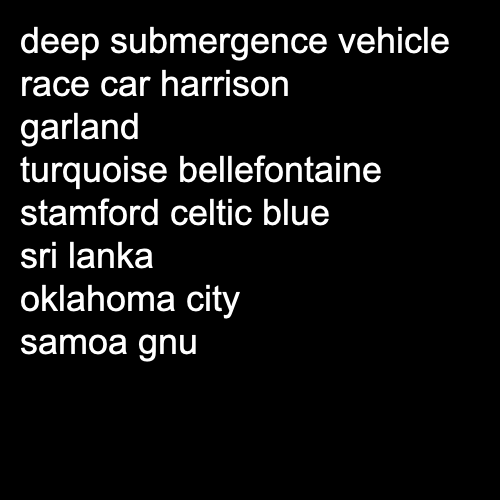 deep submergence vehicle
race car harrison
garland
turquoise bellefontaine
stamford celtic blue
sri lanka
oklahoma city
samoa gnu